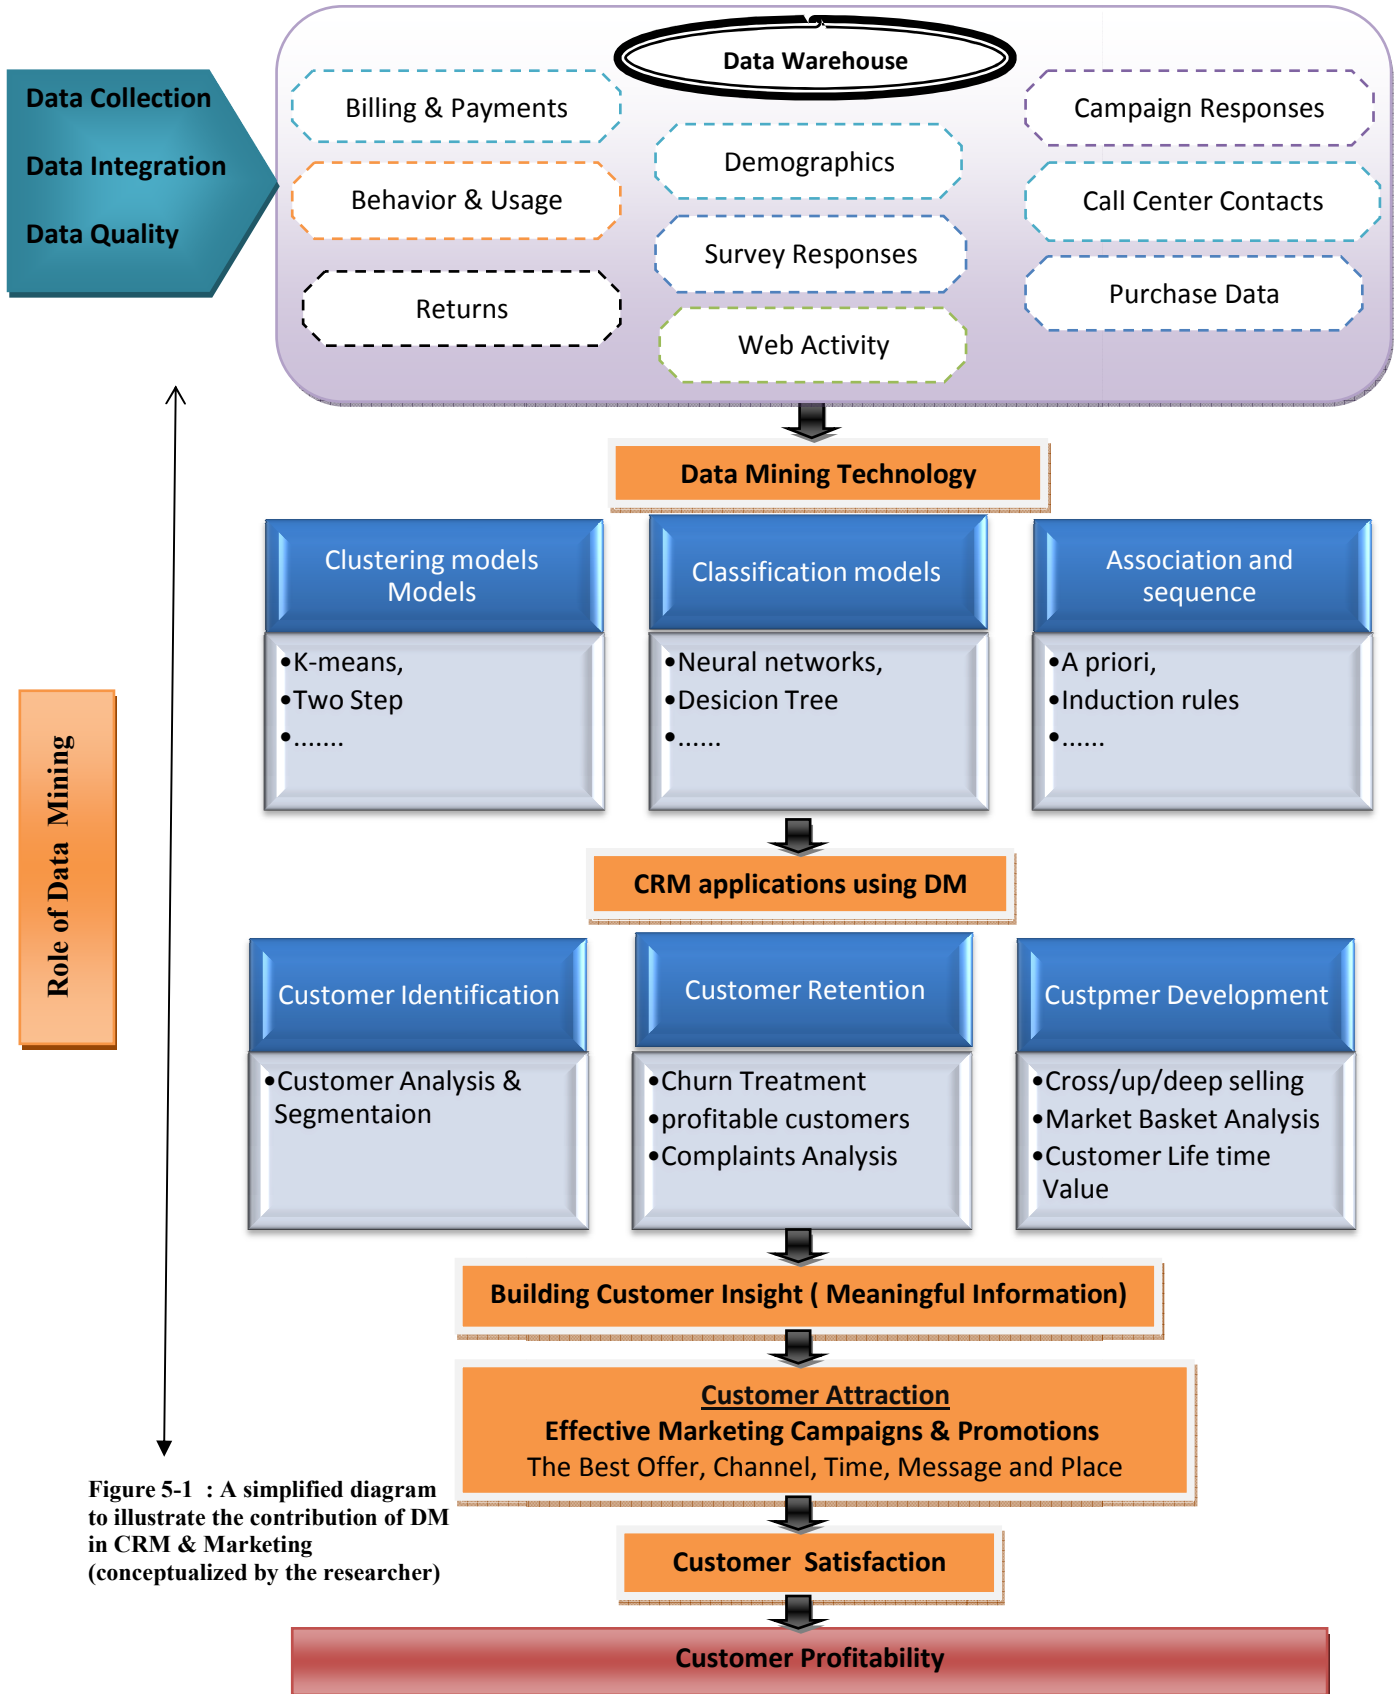 Data Collection
Data Integration
Data Quality
Data Warehouse
Billing & Payments
Behavior & Usage
Returns
Demographics
Survey Responses
Web Activity
Campaign Responses
Call Center Contacts
Purchase Data
Role of Data Mining
Data Mining Technology
Clustering models
Models
•K-means,
•Two Step
•.......
Classification models
•Neural networks,
•Desicion Tree
•......
Association and
sequence
•A priori,
•Induction rules
•......
CRM applications using DM
Customer Identification
•Customer Analysis &
Segmentaion
Customer Retention
•Churn Treatment
•profitable customers
•Complaints Analysis
Custpmer Development
•Cross/up/deep selling
•Market Basket Analysis
•Customer Life time
Value
Building Customer Insight ( Meaningful Information)
Customer Attraction
Effective Marketing Campaigns & Promotions
The Best Offer, Channel, Time, Message and Place
Figure 5-1 : A simplified diagram
to illustrate the contribution of DM
in CRM & Marketing
(conceptualized by the researcher)
Customer Satisfaction
Customer Profitability